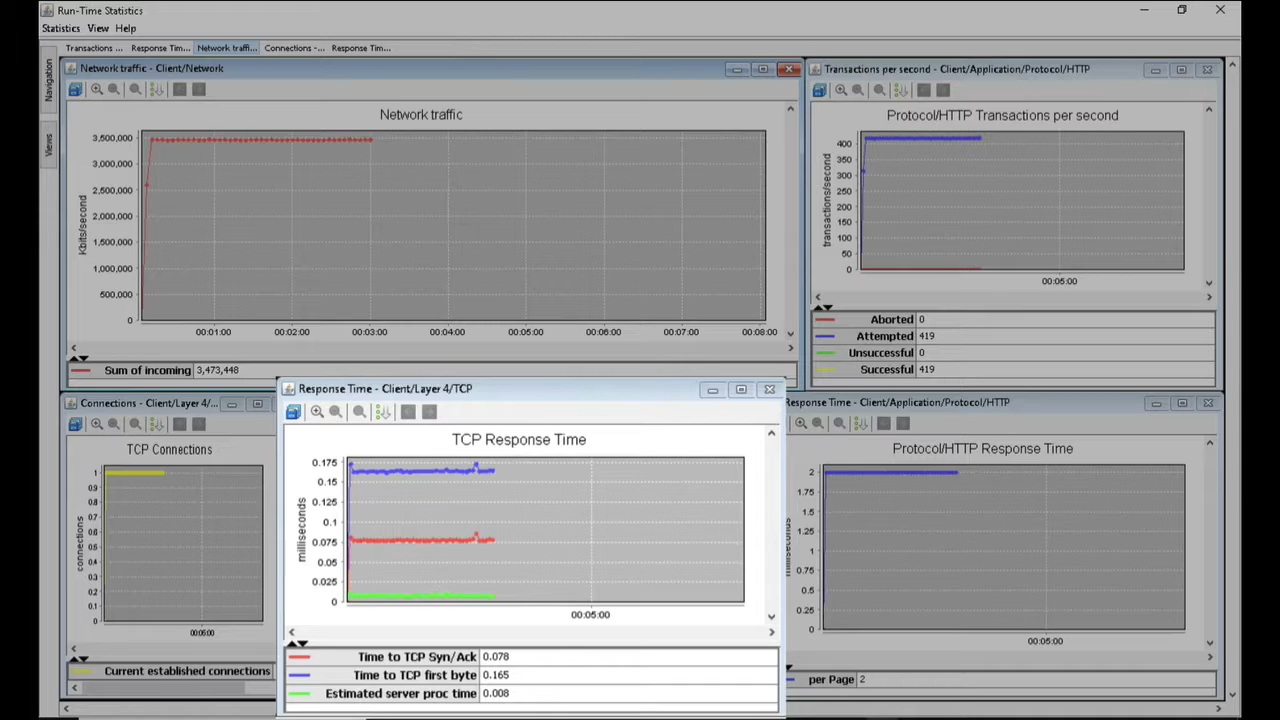 Run-Time Statistics
Statistics View Help
Transactions ... Response Tim... Network traffi... Connections -... Response Tim...
Navigation
Views
Network traffic - Client/Network
Network traffic
Kbits/second
3,500,000
3,000,000
2,500,000
2,000,000
1,500,000
1,000,000
500,000
0
00:01:00 00:02:00 00:03:00 00:04:00 00:05:00 00:06:00 00:07:00 00:08:00
Sum of incoming 3,473,448
Transactions per second - Client/Application/Protocol/HTTP
Protocol/HTTP Transactions per second
transactions/second
400
350
300
250
200
150
100
50
0
00:05:00
Aborted 0
Attempted 419
Unsuccessful 0
Successful 419
Connections - Client/Layer 4/...
TCP Connections
connections
1
0.9
0.8
0.7
0.6
0.5
0.4
0.3
0.2
0.1
0
00:05:00
Current established connections
Response Time - Client/Layer 4/TCP
TCP Response Time
milliseconds
0.175
0.15
0.125
0.1
0.075
0.05
0.025
0
00:05:00
Time to TCP Syn/Ack 0.078
Time to TCP first byte 0.165
Estimated server proc time 0.008
Response Time - Client/Application/Protocol/HTTP
Protocol/HTTP Response Time
milliseconds
2
1.75
1.5
1.25
1
0.75
0.5
0.25
0
00:05:00
per Page 2